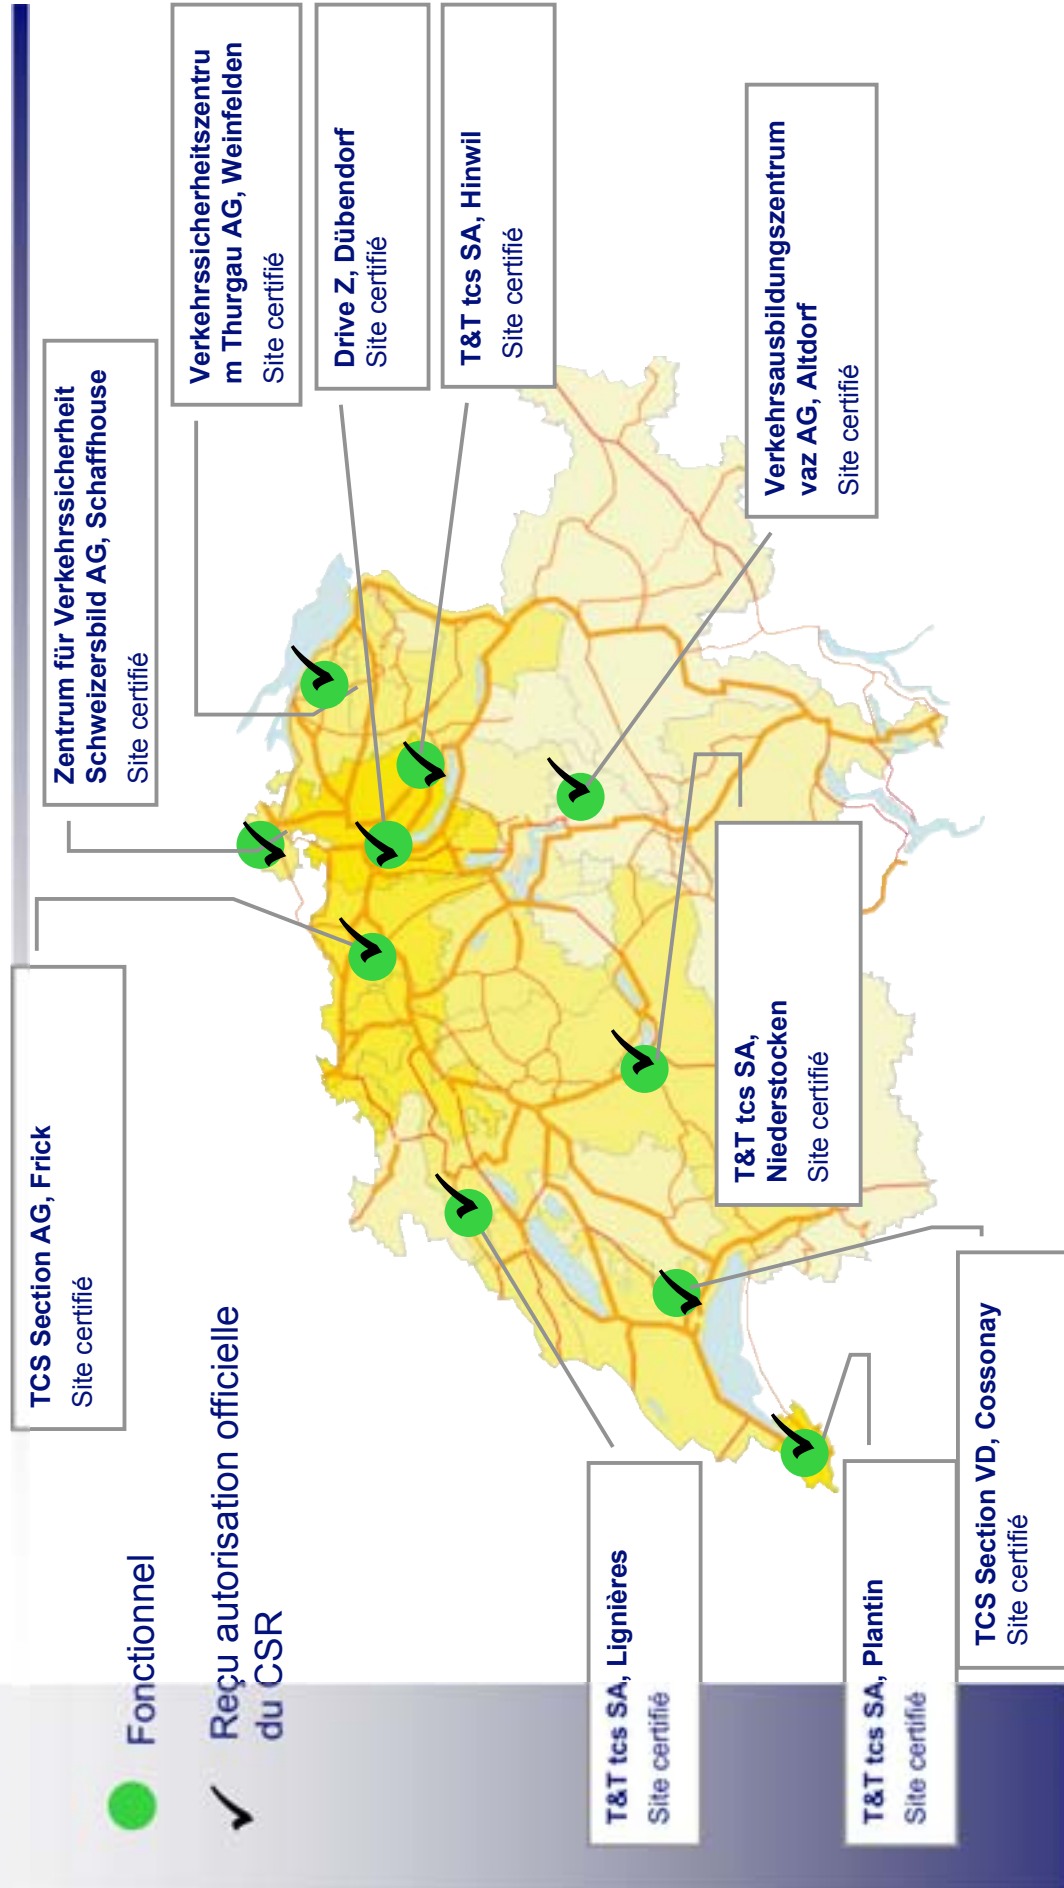 Fonctionnel
Reçu autorisation officielle
du CSR
TCS Section AG, Frick
Site certifié
Zentrum für Verkehrssicherheit
Schweizersbild AG, Schaffhouse
Site certifié
Verkehrssicherheitszentru
m Thurgau AG, Weinfelden
Site certifié
Drive Z, Dübendorf
Site certifié
T&T tcs SA, Hinwil
Site certifié
Verkehrsausbildungszentrum
vaz AG, Altdorf
Site certifié
T&T tcs SA,
Niederstocken
Site certifié
T&T tcs SA, Lignières
Site certifié
T&T tcs SA, Plantin
Site certifié
TCS Section VD, Cossonay
Site certifié